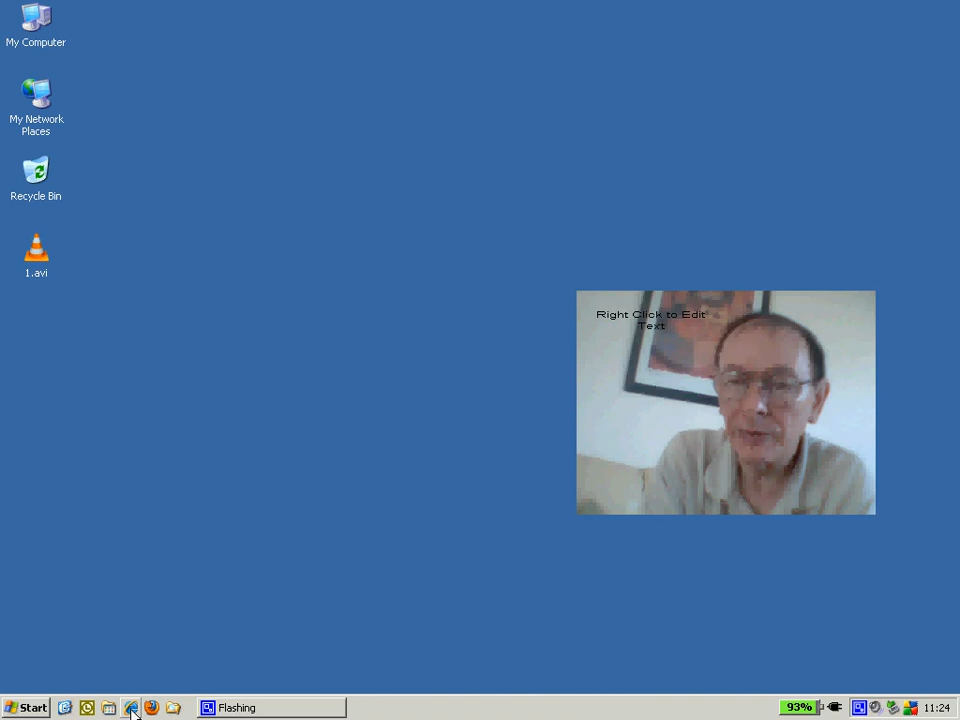 My Computer
My Network
Places
Recycle Bin
1.avi
Right Click to Edit
Text
Start
Flashing
93%
11:24